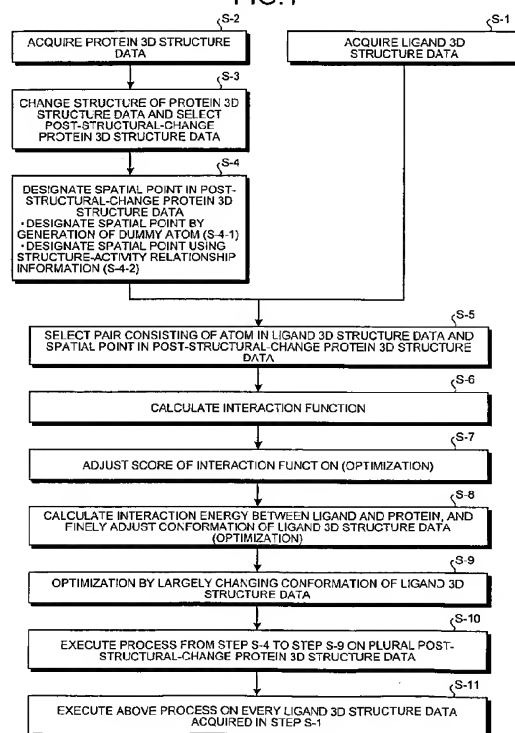 FIG.1
S-2
ACQUIRE PROTEIN 3D STRUCTURE
DATA
S-1
ACQUIRE LIGAND 3D
STRUCTURE DATA
S-3
CHANGE STRUCTURE OF PROTEIN 3D
STRUCTURE DATA AND SELECT
POST-STRUCTURAL-CHANGE
PROTEIN 3D STRUCTURE DATA
S-4
DESIGNATE SPATIAL POINT IN POST-
STRUCTURAL-CHANGE PROTEIN 3D
STRUCTURE DATA
・DESIGNATE SPATIAL POINT BY
GENERATION OF DUMMY ATOM (S-4-1)
・DESIGNATE SPATIAL POINT USING
STRUCTURE-ACTIVITY RELATIONSHIP
INFORMATION (S-4-2)
S-5
SELECT PAIR CONSISTING OF ATOM IN LIGAND 3D STRUCTURE DATA AND
SPATIAL POINT IN POST-STRUCTURAL-CHANGE PROTEIN 3D STRUCTURE
DATA
S-6
CALCULATE INTERACTION FUNCTION
S-7
ADJUST SCORE OF INTERACTION FUNCTION (OPTIMIZATION)
S-8
CALCULATE INTERACTION ENERGY BETWEEN LIGAND AND PROTEIN, AND
FINELY ADJUST CONFORMATION OF LIGAND 3D STRUCTURE DATA
(OPTIMIZATION)
S-9
OPTIMIZATION BY LARGELY CHANGING CONFORMATION OF LIGAND 3D
STRUCTURE DATA
S-10
EXECUTE PROCESS FROM STEP S-4 TO STEP S-9 ON PLURAL POST-
STRUCTURAL-CHANGE PROTEIN 3D STRUCTURE DATA
S-11
EXECUTE ABOVE PROCESS ON EVERY LIGAND 3D STRUCTURE DATA
ACQUIRED IN STEP S-1